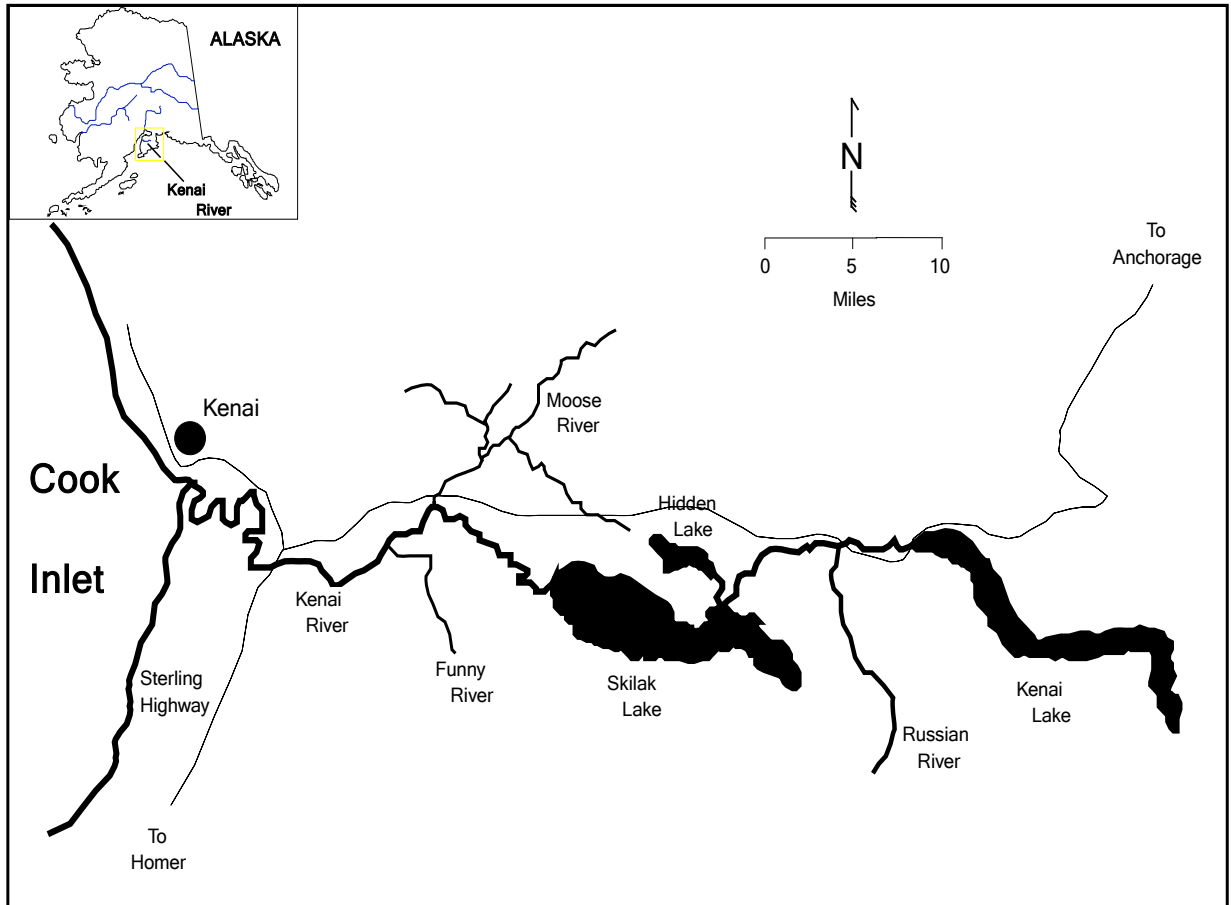 ALASKA
Kenai
River
N
0 5 10
Miles
To
Anchorage
Kenai
Cook
Inlet
Moose
River
Hidden
Lake
Kenai
River
Funny
River
Skilak
Lake
Sterling
Highway
Kenai
Lake
Russian
River
To
Homer